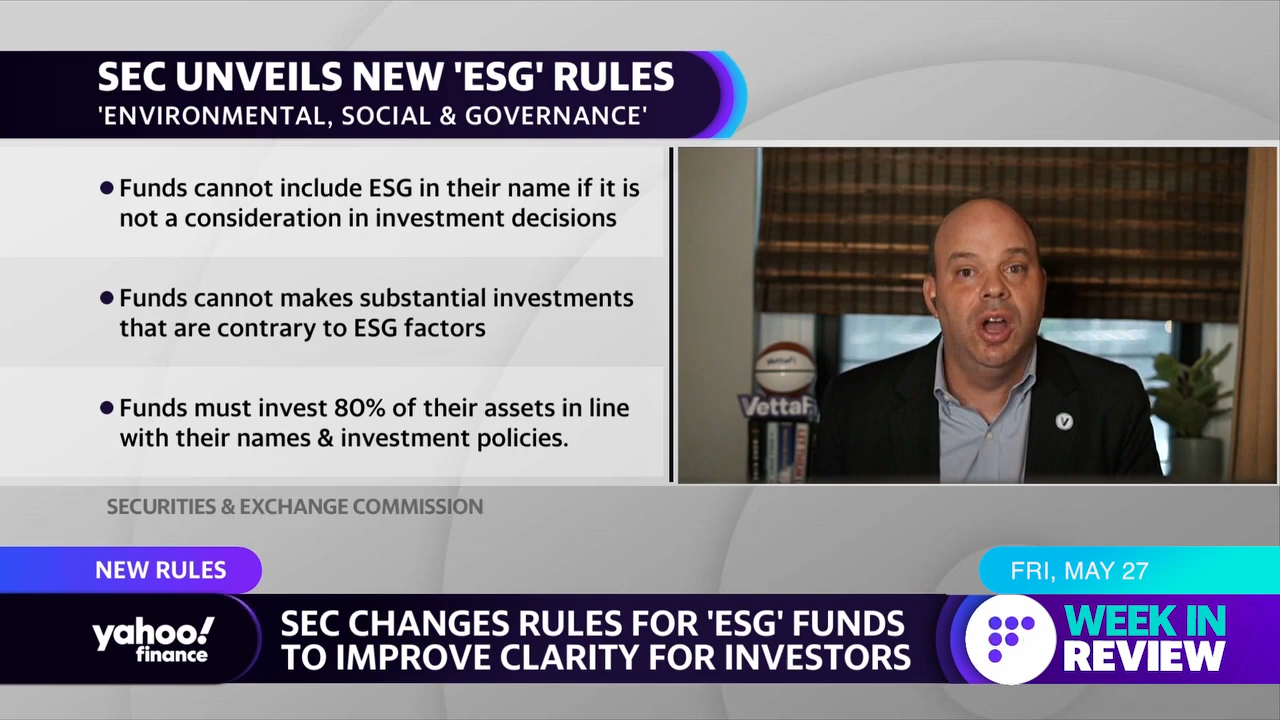 SEC UNVEILS NEW 'ESG' RULES
'ENVIRONMENTAL, SOCIAL & GOVERNANCE'
● Funds cannot include ESG in their name if it is
not a consideration in investment decisions
● Funds cannot makes substantial investments
that are contrary to ESG factors
● Funds must invest 80% of their assets in line
with their names & investment policies.
SECURITIES & EXCHANGE COMMISSION
VettaFi
V
NEW RULES
FRI, MAY 27
yahoo!
finance
SEC CHANGES RULES FOR 'ESG' FUNDS
TO IMPROVE CLARITY FOR INVESTORS
WEEK IN
REVIEW